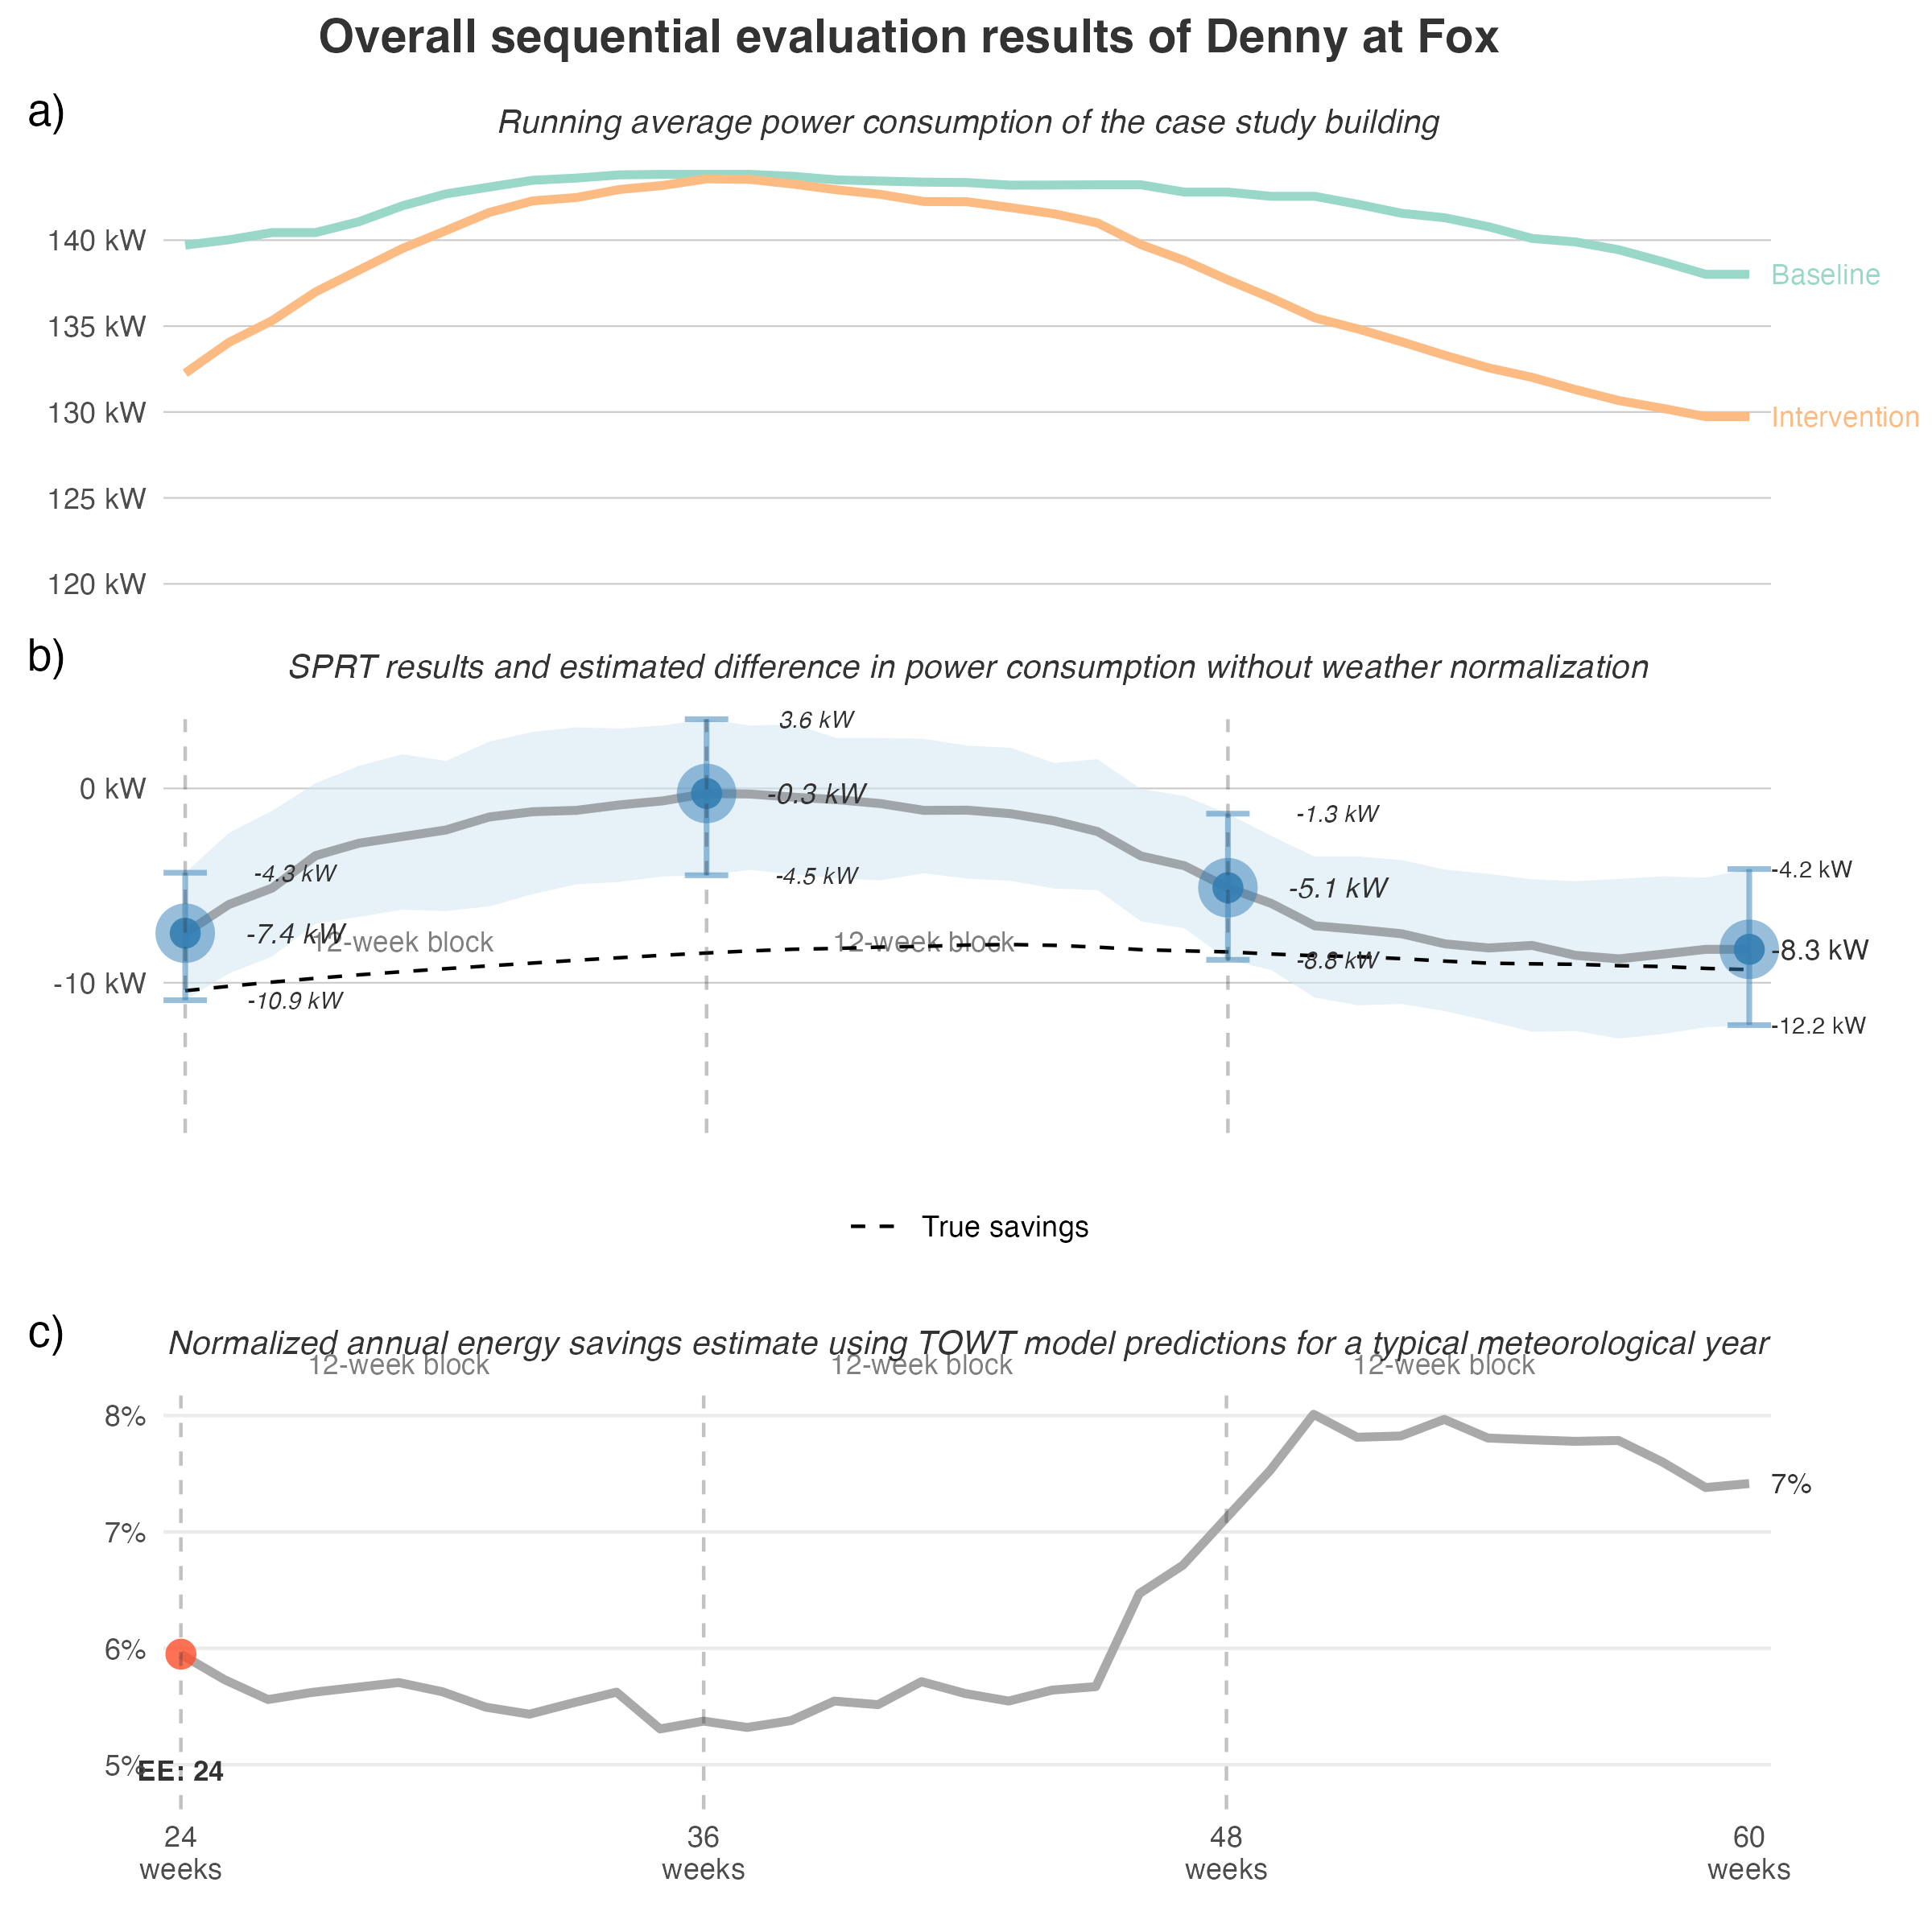 Overall sequential evaluation results of Denny at Fox
a)
Running average power consumption of the case study building
140 kW
135 kW
130 kW
125 kW
120 kW
Baseline
Intervention
b)
SPRT results and estimated difference in power consumption without weather normalization
0 kW
-10 kW
-4.3 kW
-7.4 kW
-10.9 kW
12-week block
3.6 kW
-0.3 kW
-4.5 kW
12-week block
-1.3 kW
-5.1 kW
-8.8 kW
-4.2 kW
-8.3 kW
-12.2 kW
True savings
c)
Normalized annual energy savings estimate using TOWT model predictions for a typical meteorological year
12-week block
12-week block
12-week block
8%
7%
6%
5%
EE: 24
7%
24
weeks
36
weeks
48
weeks
60
weeks